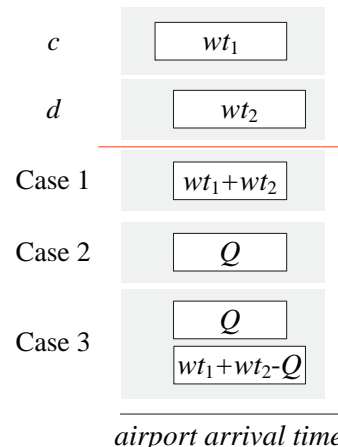 c wt₁
d wt₂
Case 1 wt₁+wt₂
Case 2 Q
Q
Case 3
wt₁+wt₂-Q
airport arrival time